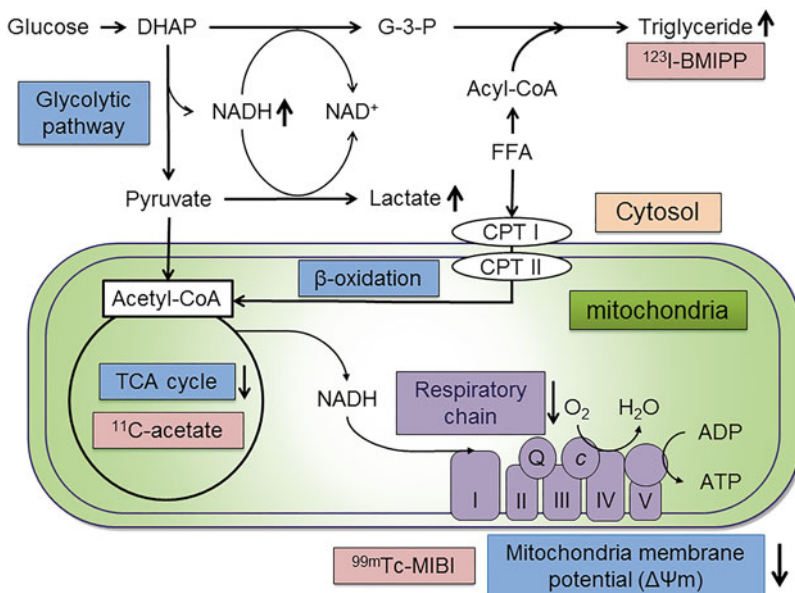 Glucose DHAP G-3-P Triglyceride
¹²³I-BMIPP
Acyl-CoA
Glycolytic
pathway
NADH NAD⁺
FFA
Pyruvate Lactate
Cytosol
CPT I
CPT II
β-oxidation
Acetyl-CoA
mitochondria
TCA cycle
¹¹C-acetate
NADH
Respiratory
chain
O₂ H₂O
ADP
ATP
Q c
I II III IV V
⁹⁹ᵐTc-MIBI
Mitochondria membrane
potential (ΔΨm)